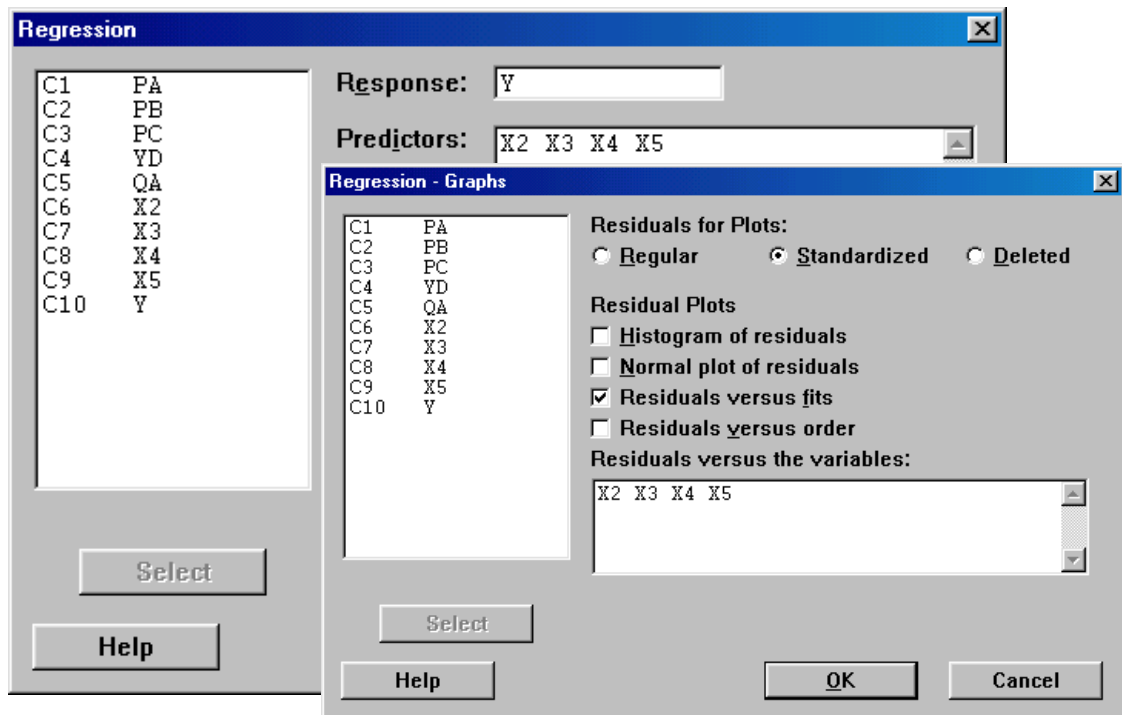 Regression
C1 PA
C2 PB
C3 PC
C4 YD
C5 QA
C6 X2
C7 X3
C8 X4
C9 X5
C10 Y
Response: Y
Predictors: X2 X3 X4 X5
Select
Help
Regression - Graphs
C1 PA
C2 PB
C3 PC
C4 YD
C5 QA
C6 X2
C7 X3
C8 X4
C9 X5
C10 Y
Residuals for Plots:
Regular Standardized Deleted
Residual Plots
Histogram of residuals
Normal plot of residuals
Residuals versus fits
Residuals versus order
Residuals versus the variables:
X2 X3 X4 X5
Select
Help OK Cancel